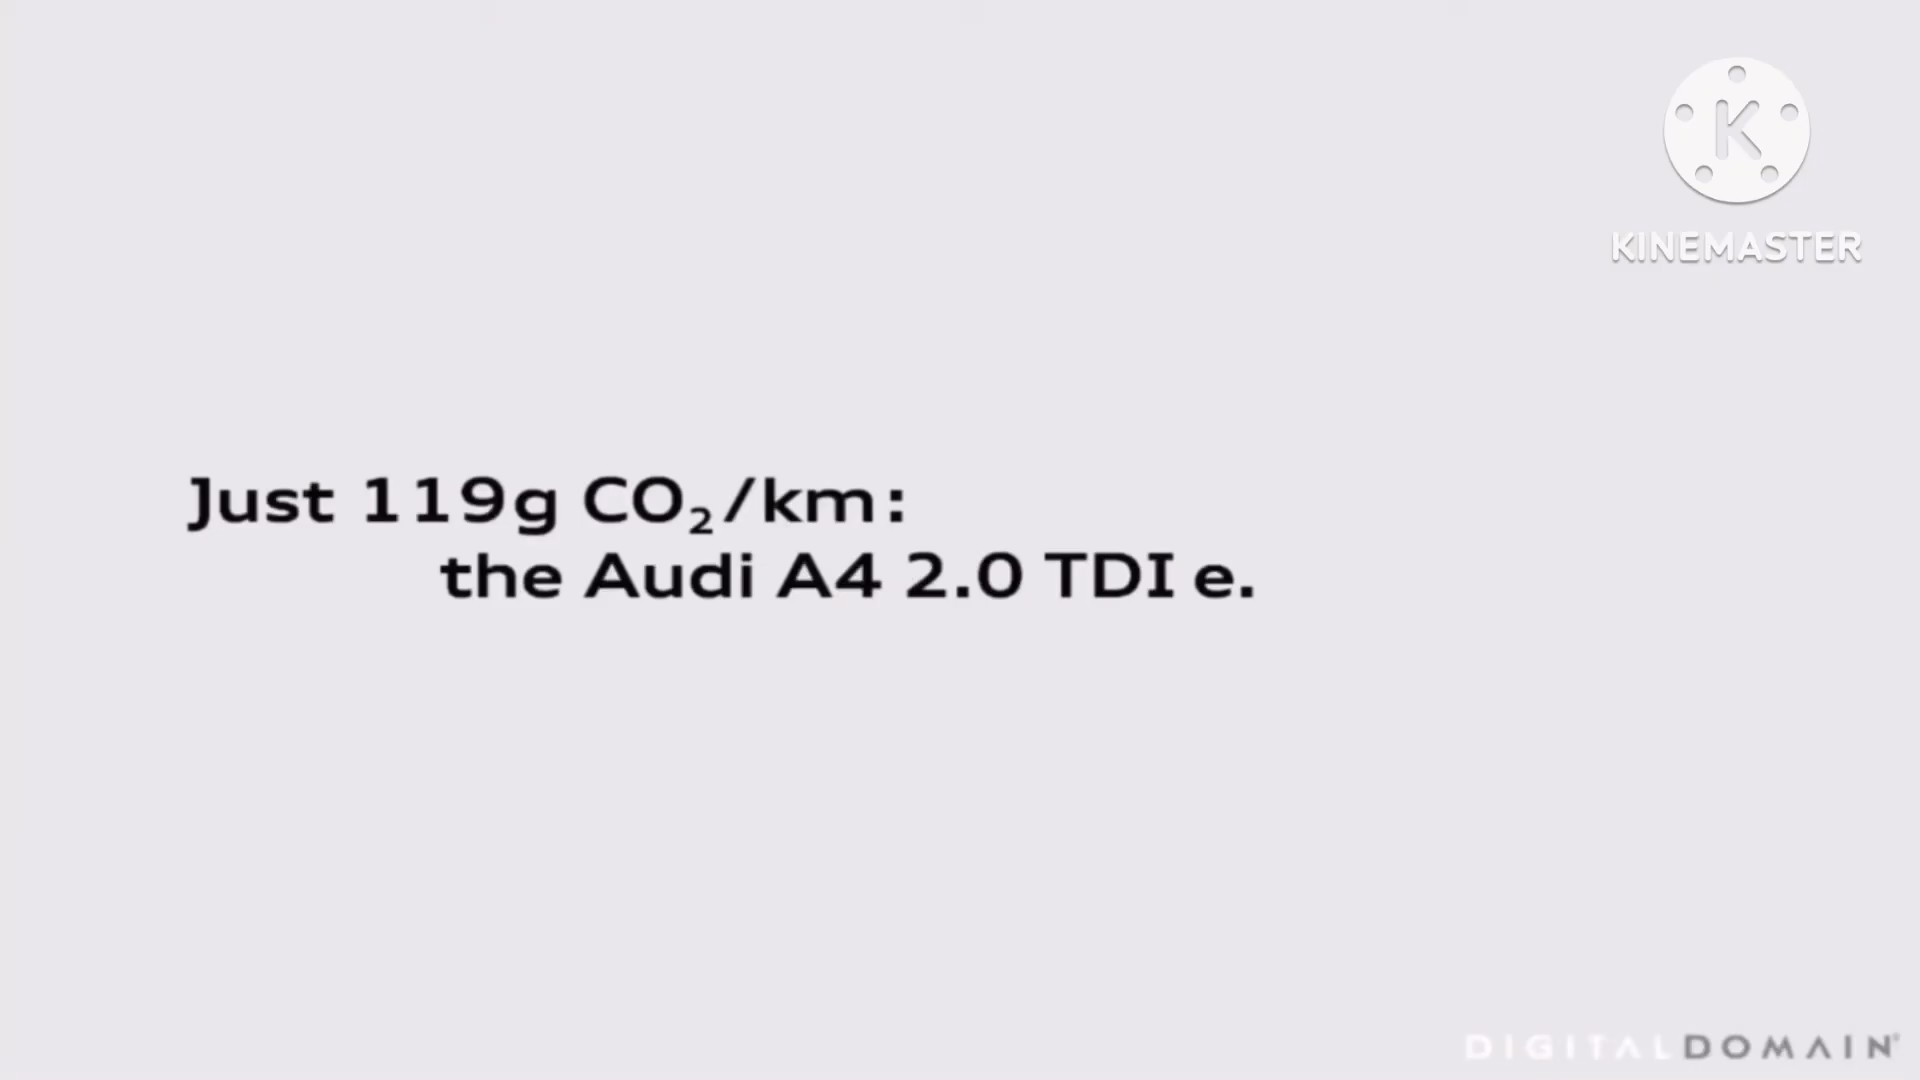 K
KINEMASTER
Just 119g CO₂/km:
the Audi A4 2.0 TDI e.
DIGITALDOMAIN®